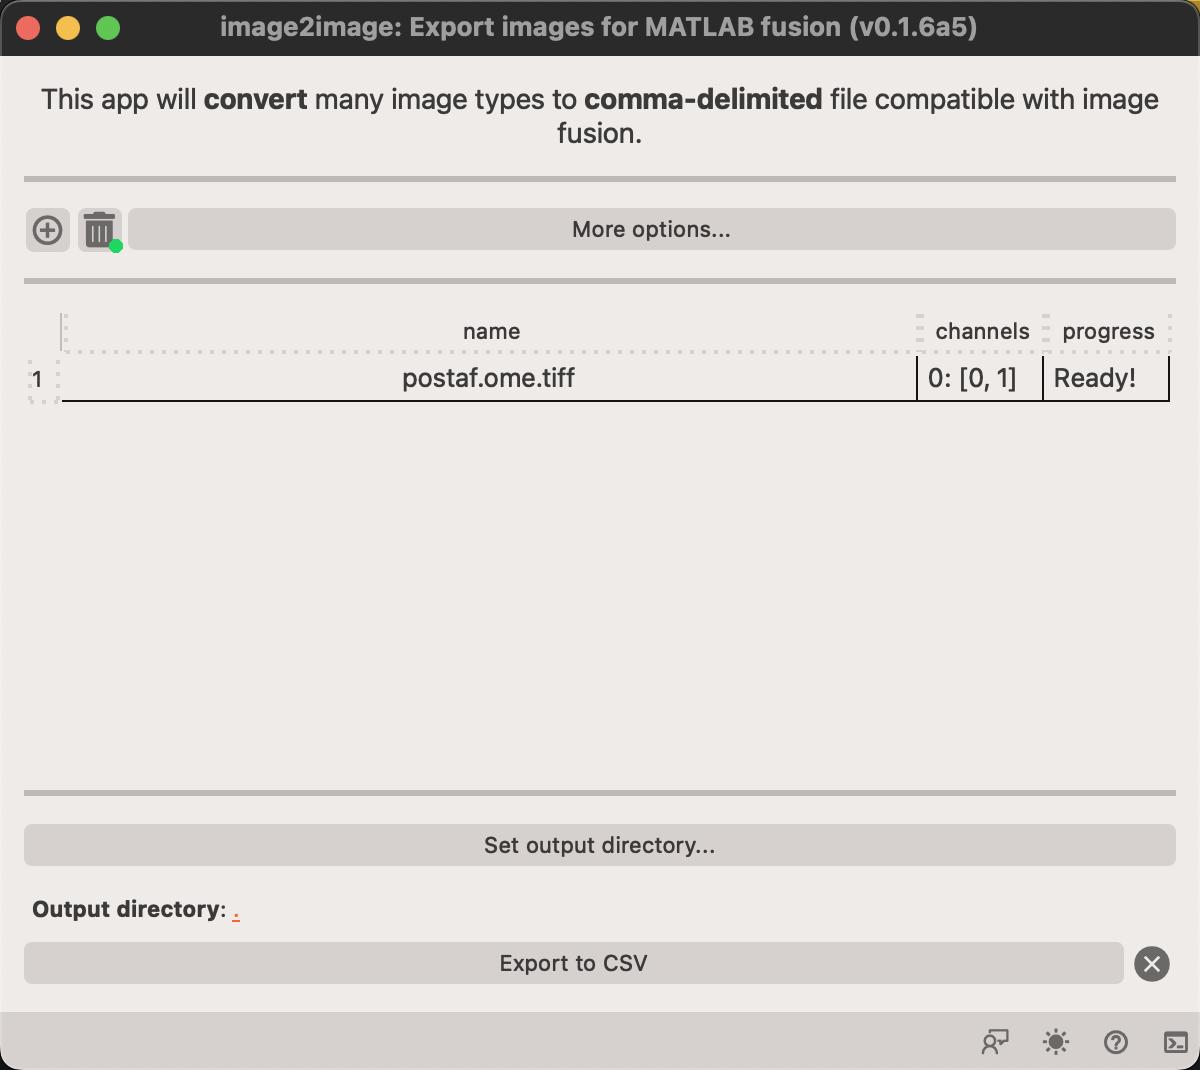 image2image: Export images for MATLAB fusion (v0.1.6a5)
This app will convert many image types to comma-delimited file compatible with image
fusion.
More options...
name channels progress
1 postaf.ome.tiff 0: [0, 1] Ready!
Set output directory...
Output directory: .
Export to CSV